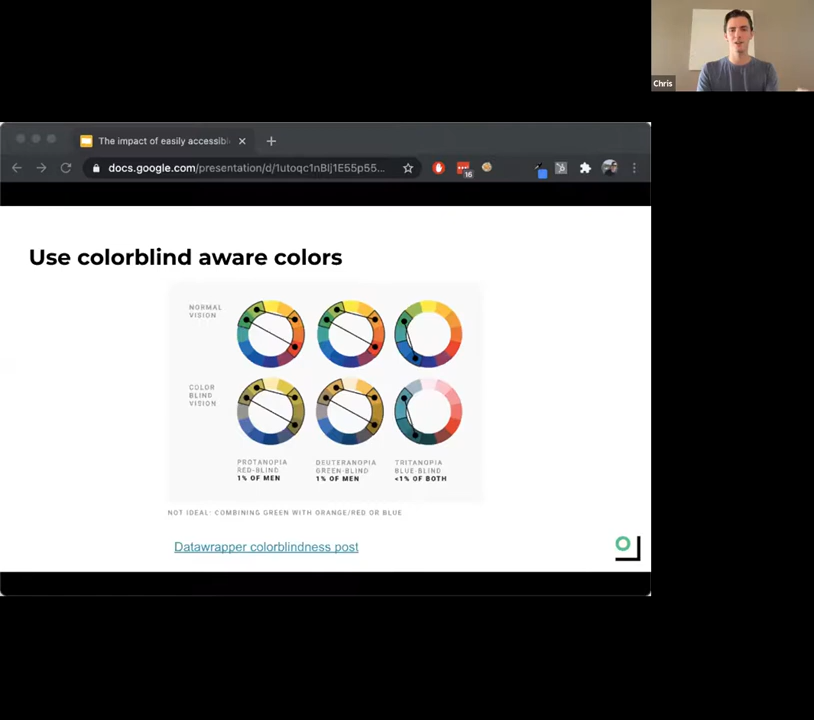 Chris
The impact of easily accessibl
docs.google.com/presentation/d/1utoqc1nBlj1E55p55...
16
Use colorblind aware colors
NORMAL
VISION
COLOR
BLIND
VISION
PROTANOPIA
RED-BLIND
1% OF MEN
DEUTERANOPIA
GREEN-BLIND
1% OF MEN
TRITANOPIA
BLUE-BLIND
<1% OF BOTH
NOT IDEAL: COMBINING GREEN WITH ORANGE/RED OR BLUE
Datawrapper colorblindness post